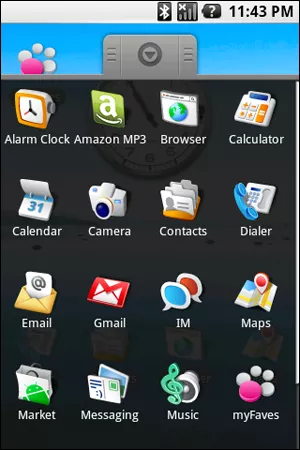 11:43 PM
Alarm Clock Amazon MP3 Browser Calculator
31
Calendar Camera Contacts Dialer
@
Email Gmail IM Maps
Market Messaging Music myFaves